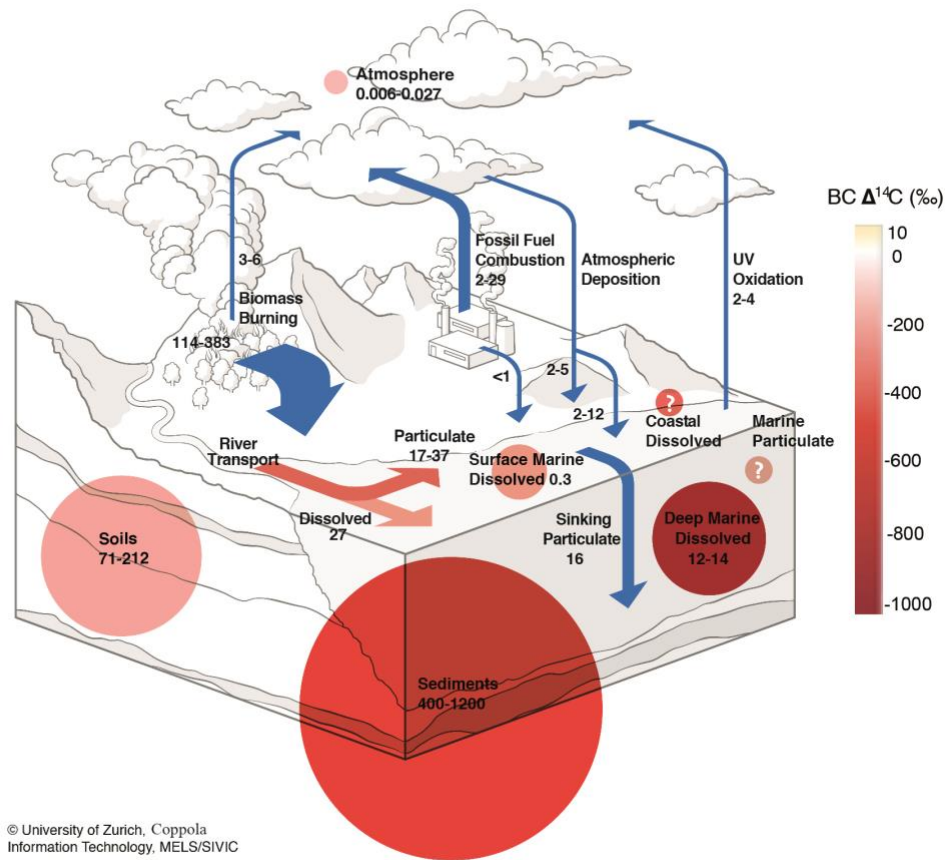 Atmosphere
0.006-0.027
BC Δ¹⁴C (‰)
10
0
-200
-400
-600
-800
-1000
3-6
Biomass
Burning
114-383
Fossil Fuel
Combustion
2-29
Atmospheric
Deposition
UV
Oxidation
2-4
<1
2-5
2-12
?
Coastal
Dissolved
Marine
Particulate
?
River
Transport
Particulate
17-37
Surface Marine
Dissolved 0.3
Dissolved
27
Sinking
Particulate
16
Deep Marine
Dissolved
12-14
Soils
71-212
Sediments
400-1200
© University of Zurich, Coppola
Information Technology, MELS/SIVIC